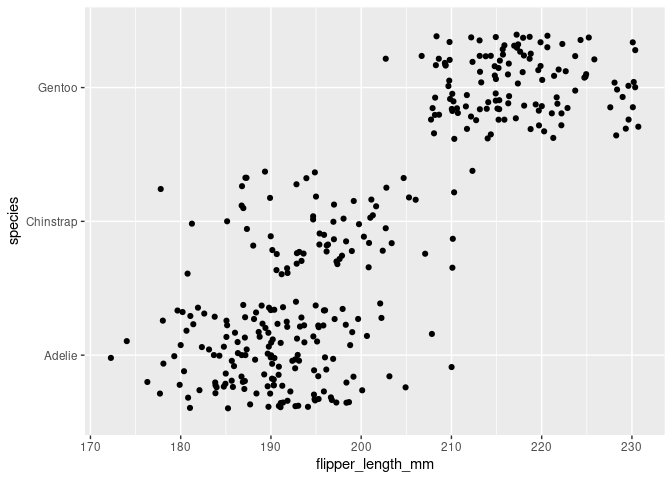 Gentoo
Chinstrap
Adelie
species
170 180 190 200 210 220 230
flipper_length_mm